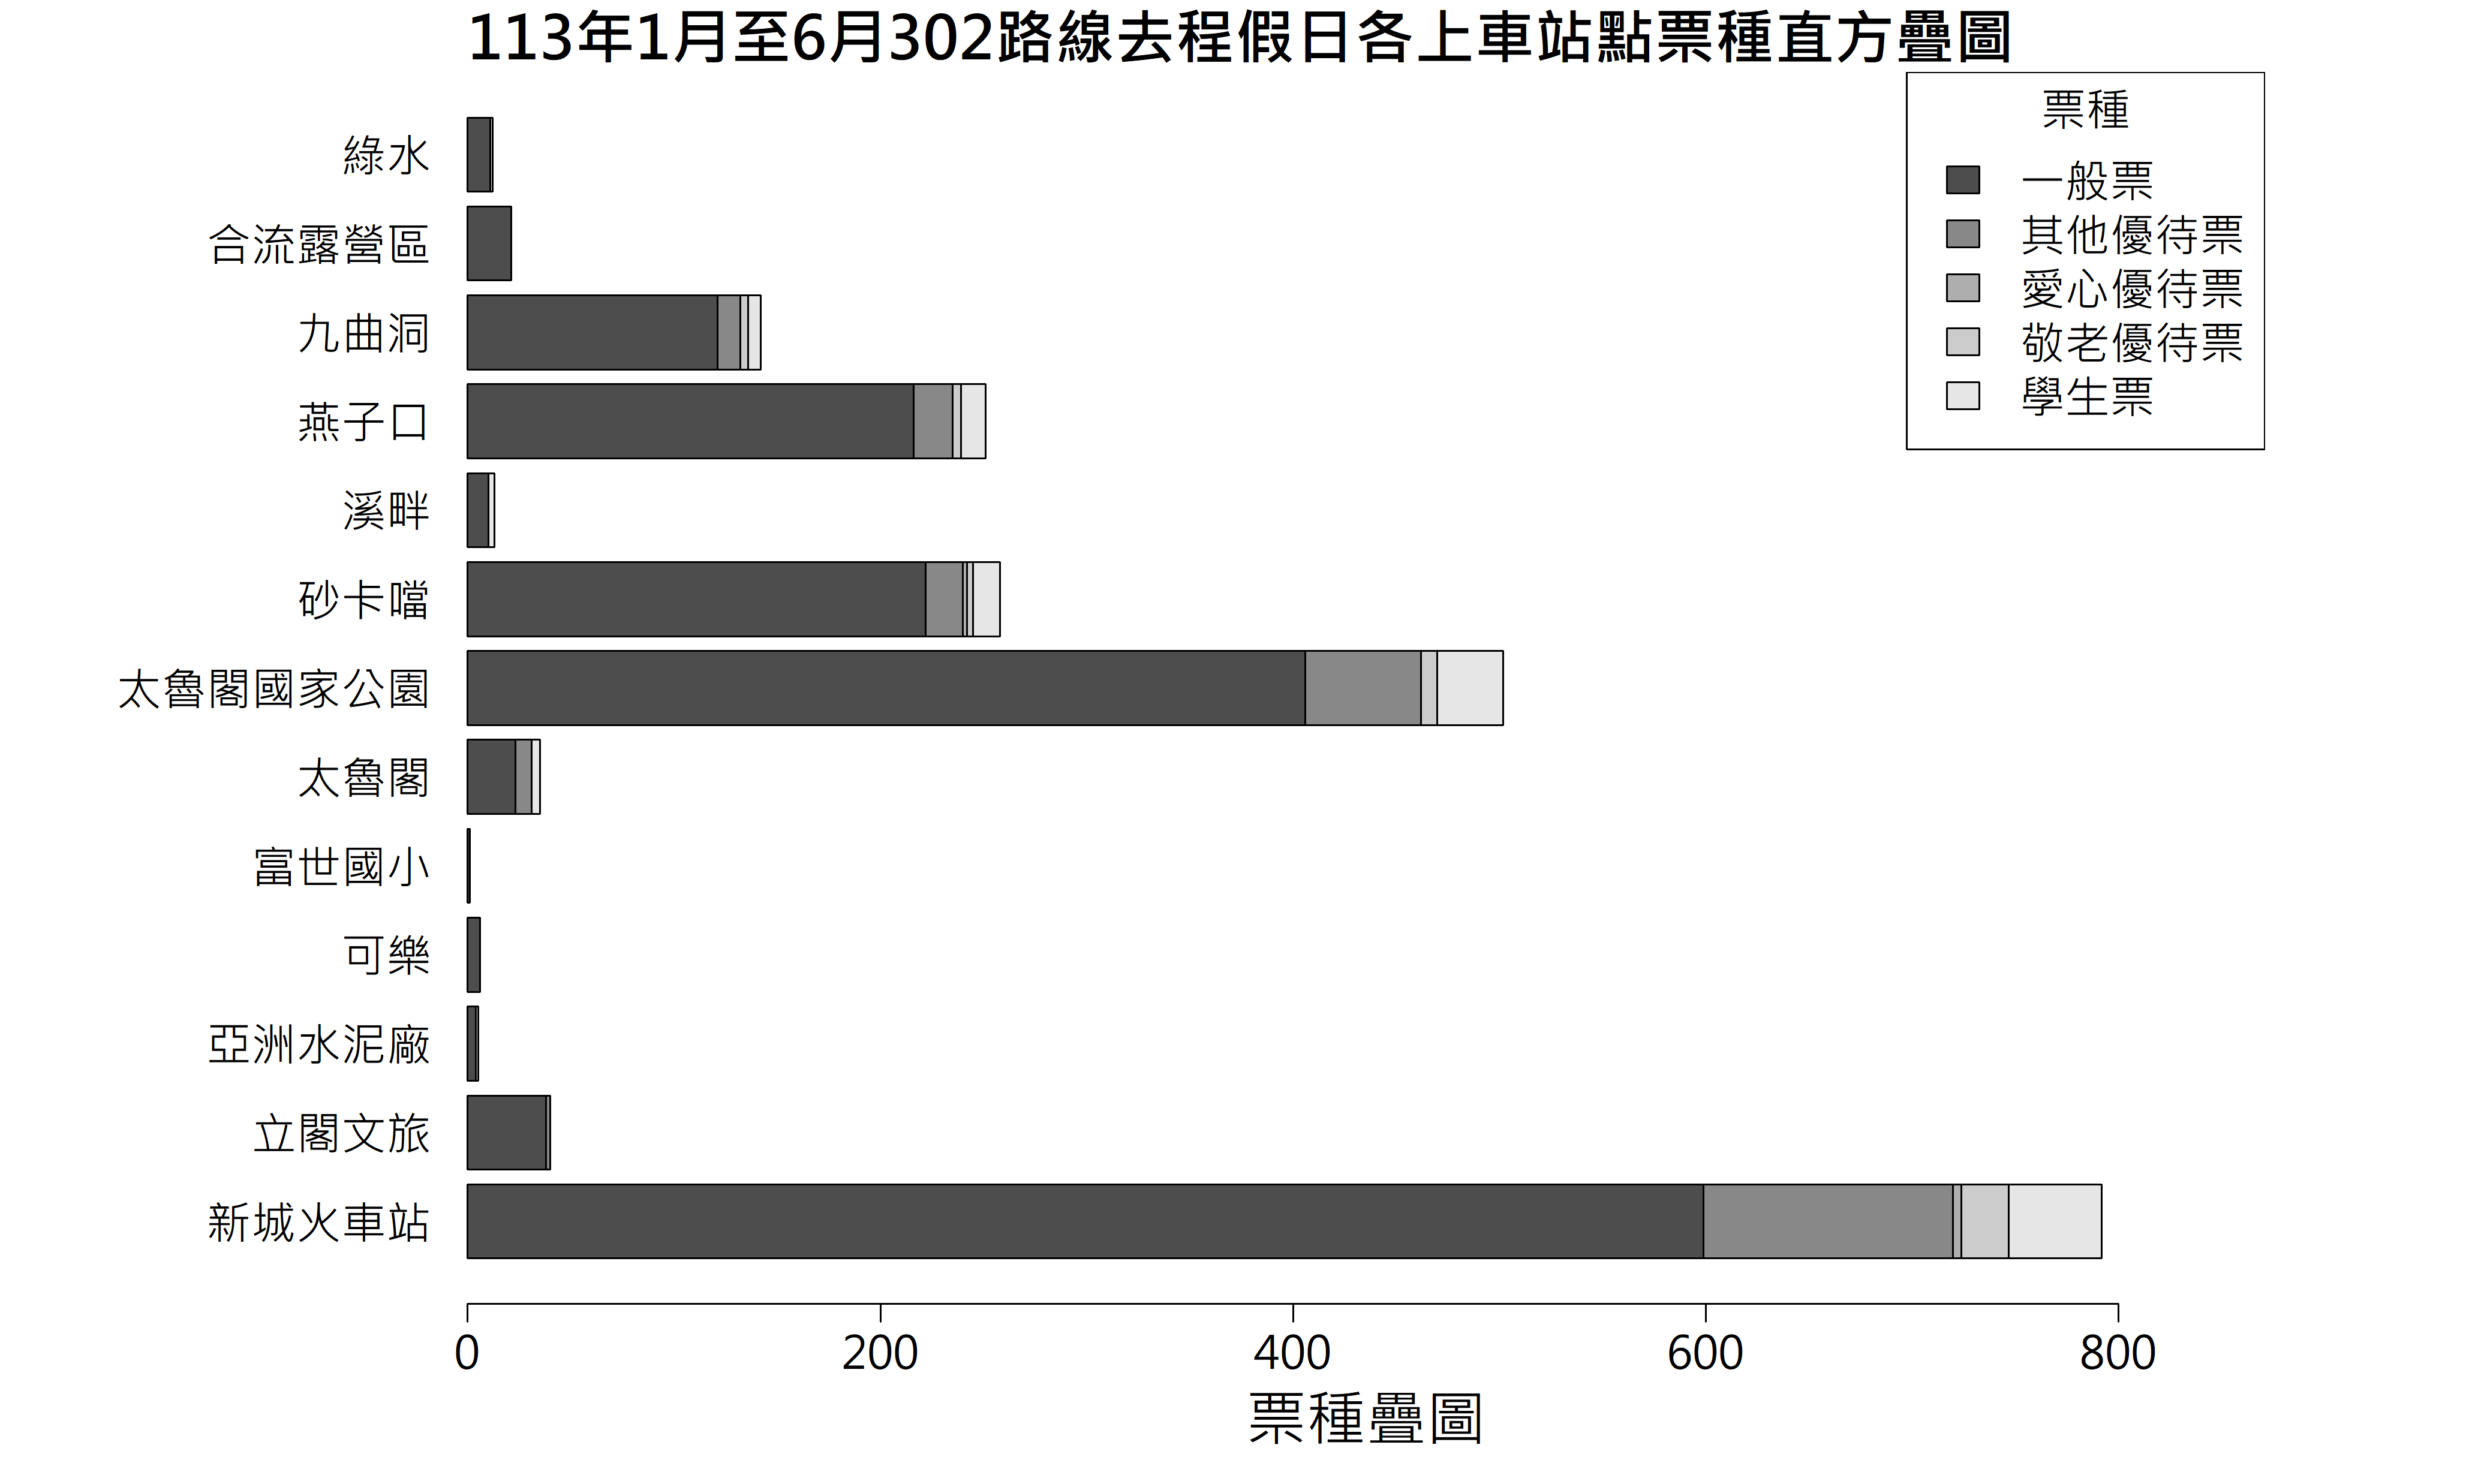 113年1月至6月302路線去程假日各上車站點票種直方疊圖
票種
一般票
其他優待票
愛心優待票
敬老優待票
學生票
綠水
合流露營區
九曲洞
燕子口
溪畔
砂卡噹
太魯閣國家公園
太魯閣
富世國小
可樂
亞洲水泥廠
立閣文旅
新城火車站
0 200 400 600 800
票種疊圖